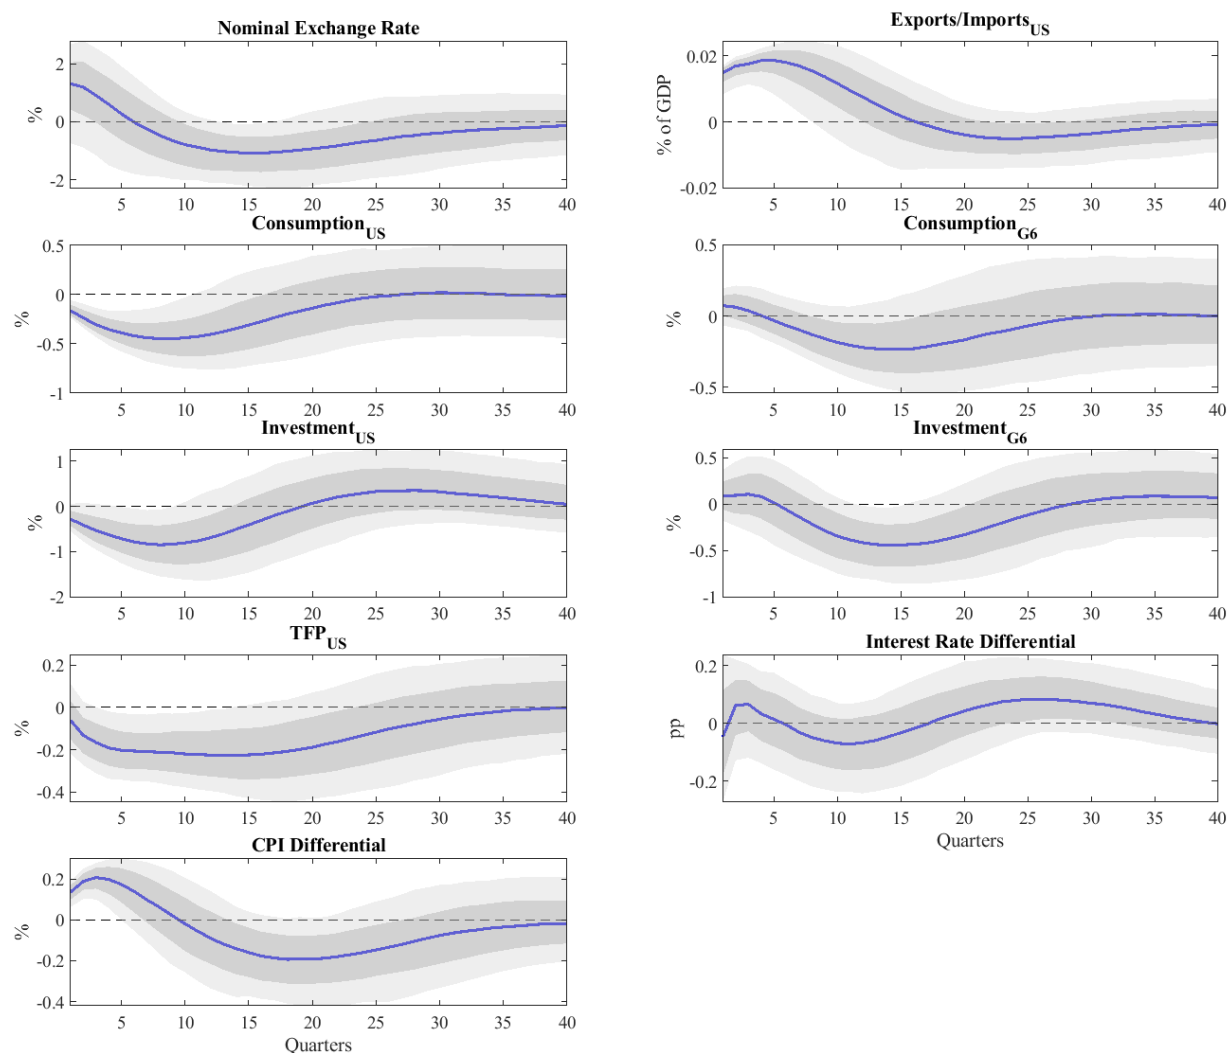 Nominal Exchange Rate
%
2
0
-2
5 10 15 20 25 30 35 40
Exports/Imports_US
% of GDP
0.02
0
-0.02
5 10 15 20 25 30 35 40
Consumption_US
%
0.5
0
-0.5
-1
5 10 15 20 25 30 35 40
Consumption_G6
%
0.5
0
-0.5
5 10 15 20 25 30 35 40
Investment_US
%
1
0
-1
-2
5 10 15 20 25 30 35 40
Investment_G6
%
0.5
0
-0.5
-1
5 10 15 20 25 30 35 40
TFP_US
%
0.2
0
-0.2
-0.4
5 10 15 20 25 30 35 40
Interest Rate Differential
pp
0.2
0
-0.2
5 10 15 20 25 30 35 40
Quarters
CPI Differential
%
0.2
0
-0.2
-0.4
5 10 15 20 25 30 35 40
Quarters